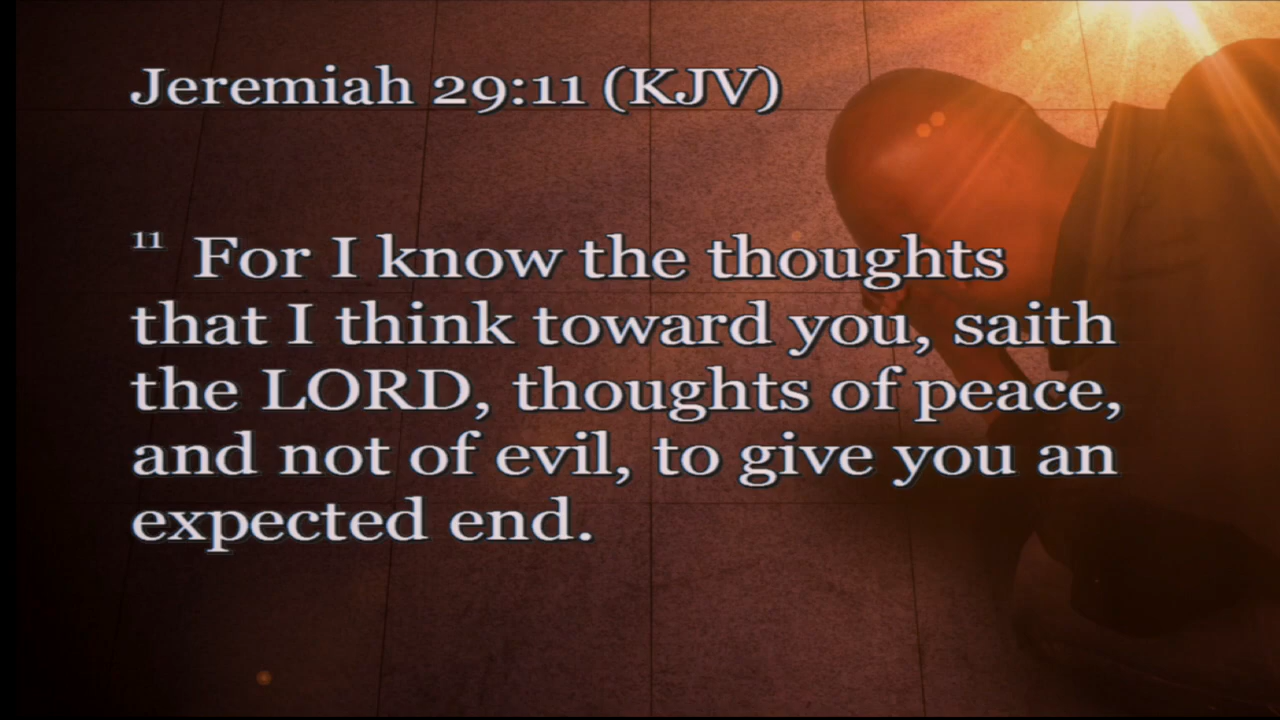 Jeremiah 29:11 (KJV)
11 For I know the thoughts
that I think toward you, saith
the LORD, thoughts of peace,
and not of evil, to give you an
expected end.